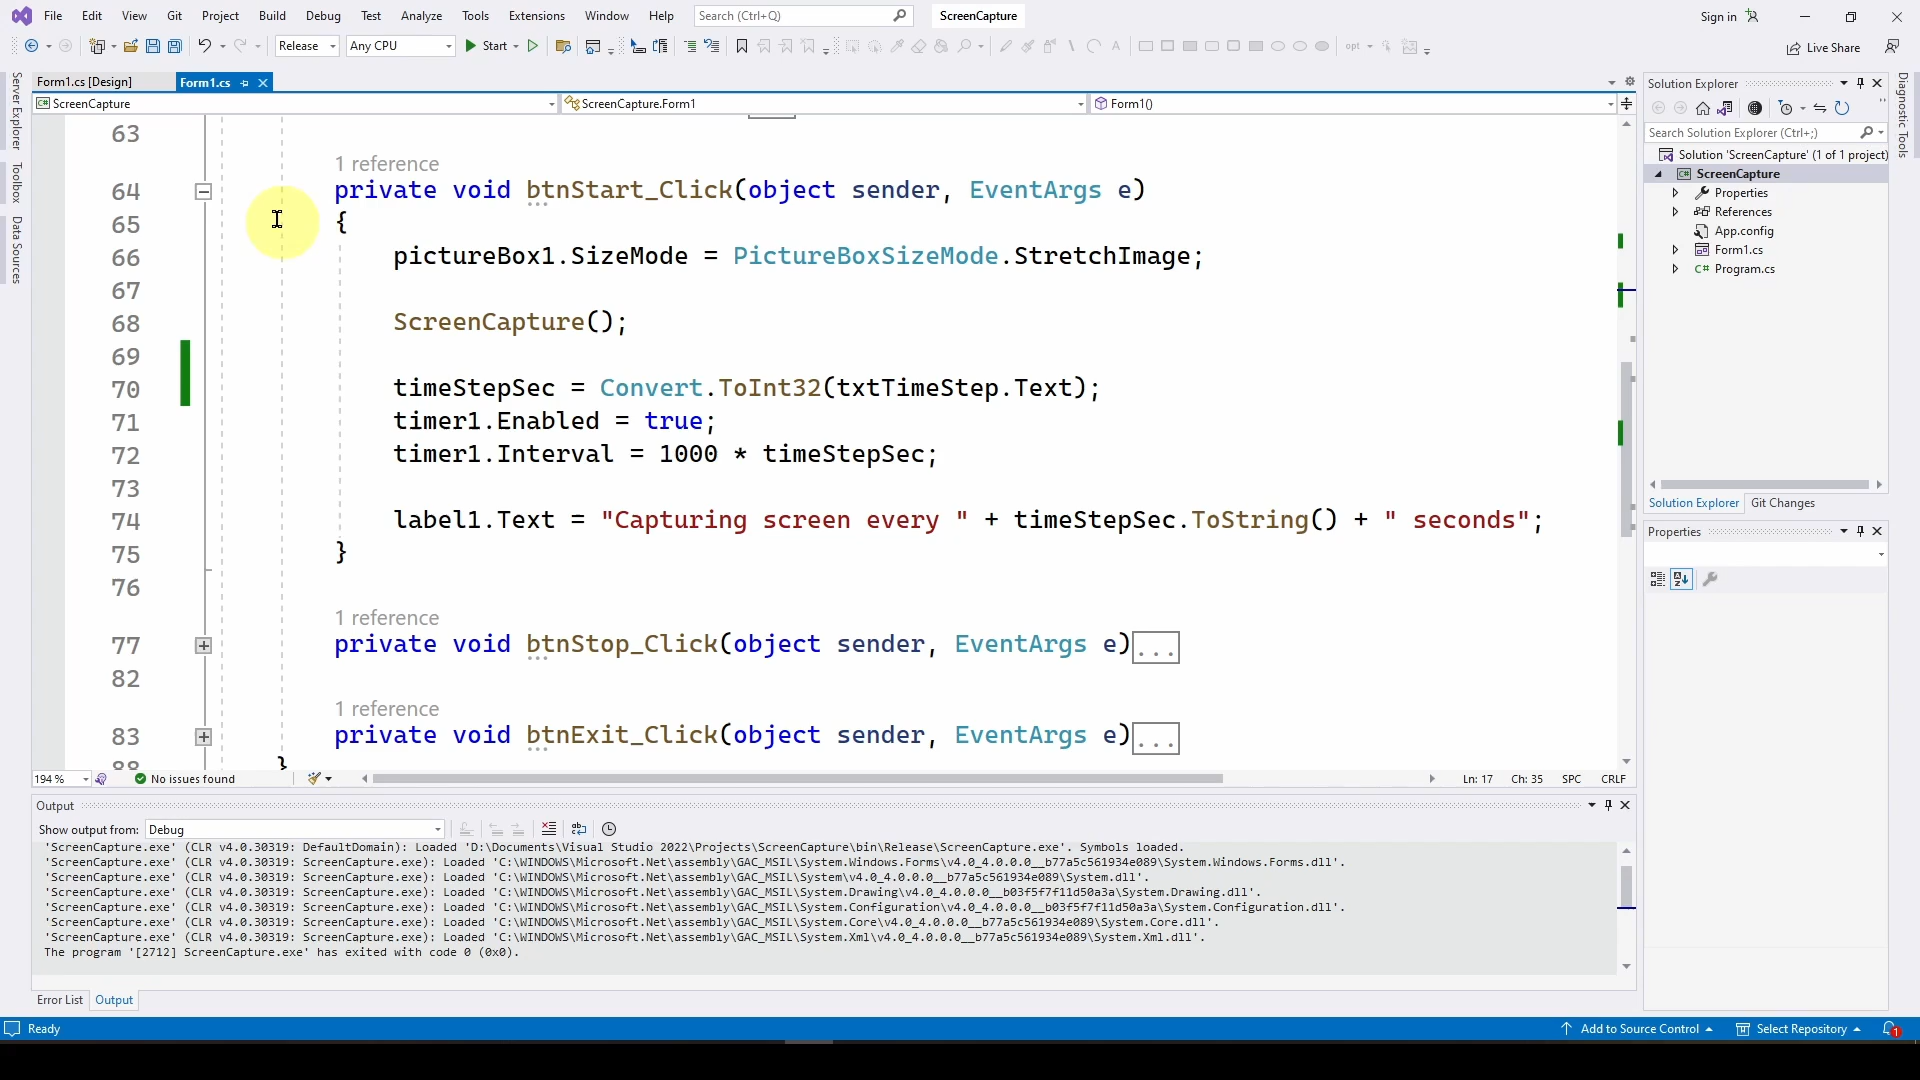 File Edit View Git Project Build Debug Test Analyze Tools Extensions Window Help Search (Ctrl+Q) ScreenCapture Sign in
Release Any CPU Start opt Live Share
Server Explorer
Toolbox
Data Sources
Form1.cs [Design] Form1.cs
ScreenCapture ScreenCapture.Form1 Form1()
63
1 reference
64 private void btnStart_Click(object sender, EventArgs e)
65 {
66 pictureBox1.SizeMode = PictureBoxSizeMode.StretchImage;
67
68 ScreenCapture();
69
70 timeStepSec = Convert.ToInt32(txtTimeStep.Text);
71 timer1.Enabled = true;
72 timer1.Interval = 1000 * timeStepSec;
73
74 label1.Text = "Capturing screen every " + timeStepSec.ToString() + " seconds";
75 }
76
1 reference
77 private void btnStop_Click(object sender, EventArgs e)...
82
1 reference
83 private void btnExit_Click(object sender, EventArgs e)...
88 }
194 % No issues found Ln: 17 Ch: 35 SPC CRLF
Output
Show output from: Debug
'ScreenCapture.exe' (CLR v4.0.30319: DefaultDomain): Loaded 'D:\Documents\Visual Studio 2022\Projects\ScreenCapture\bin\Release\ScreenCapture.exe'. Symbols loaded.
'ScreenCapture.exe' (CLR v4.0.30319: ScreenCapture.exe): Loaded 'C:\WINDOWS\Microsoft.Net\assembly\GAC_MSIL\System.Windows.Forms\v4.0_4.0.0.0__b77a5c561934e089\System.Windows.Forms.dll'.
'ScreenCapture.exe' (CLR v4.0.30319: ScreenCapture.exe): Loaded 'C:\WINDOWS\Microsoft.Net\assembly\GAC_MSIL\System\v4.0_4.0.0.0__b77a5c561934e089\System.dll'.
'ScreenCapture.exe' (CLR v4.0.30319: ScreenCapture.exe): Loaded 'C:\WINDOWS\Microsoft.Net\assembly\GAC_MSIL\System.Drawing\v4.0_4.0.0.0__b03f5f7f11d50a3a\System.Drawing.dll'.
'ScreenCapture.exe' (CLR v4.0.30319: ScreenCapture.exe): Loaded 'C:\WINDOWS\Microsoft.Net\assembly\GAC_MSIL\System.Configuration\v4.0_4.0.0.0__b03f5f7f11d50a3a\System.Configuration.dll'.
'ScreenCapture.exe' (CLR v4.0.30319: ScreenCapture.exe): Loaded 'C:\WINDOWS\Microsoft.Net\assembly\GAC_MSIL\System.Core\v4.0_4.0.0.0__b77a5c561934e089\System.Core.dll'.
'ScreenCapture.exe' (CLR v4.0.30319: ScreenCapture.exe): Loaded 'C:\WINDOWS\Microsoft.Net\assembly\GAC_MSIL\System.Xml\v4.0_4.0.0.0__b77a5c561934e089\System.Xml.dll'.
The program '[2712] ScreenCapture.exe' has exited with code 0 (0x0).
Error List Output
Solution Explorer
Search Solution Explorer (Ctrl+;)
Solution 'ScreenCapture' (1 of 1 project)
C# ScreenCapture
Properties
References
App.config
Form1.cs
C# Program.cs
Solution Explorer Git Changes
Properties
Diagnostic Tools
Ready Add to Source Control Select Repository 1